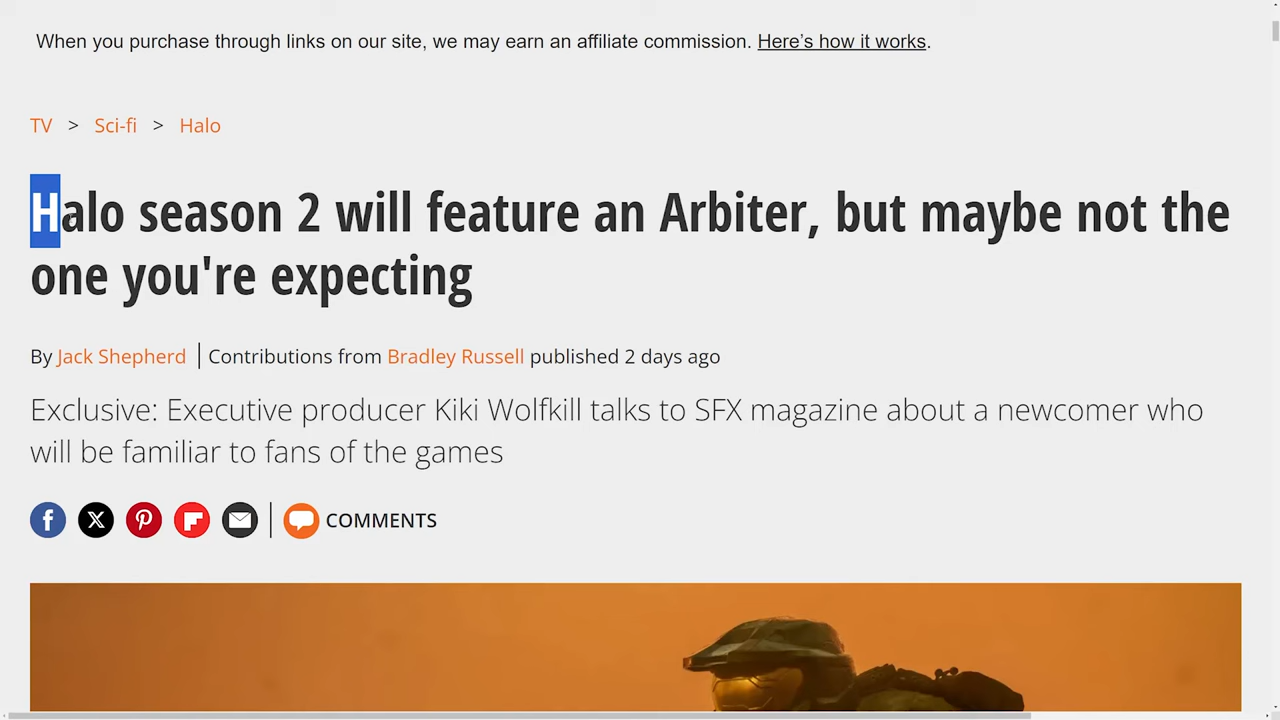 When you purchase through links on our site, we may earn an affiliate commission. Here’s how it works.
TV > Sci-fi > Halo
Halo season 2 will feature an Arbiter, but maybe not the
one you're expecting
By Jack Shepherd | Contributions from Bradley Russell published 2 days ago
Exclusive: Executive producer Kiki Wolfkill talks to SFX magazine about a newcomer who
will be familiar to fans of the games
COMMENTS